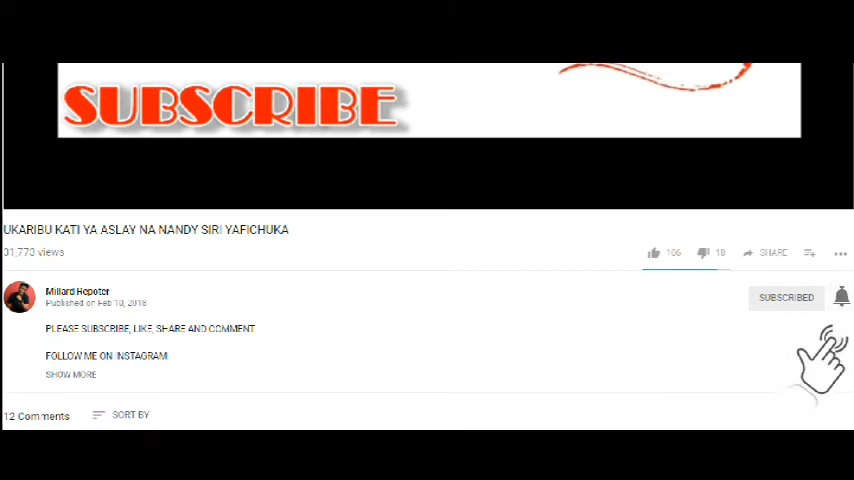 SUBSCRIBE
UKARIBU KATI YA ASLAY NA NANDY SIRI YAFICHUKA
31,773 views
106 18 SHARE
Millard Repoter
Published on Feb 10, 2018
SUBSCRIBED
PLEASE SUBSCRIBE, LIKE, SHARE AND COMMENT
FOLLOW ME ON INSTAGRAM
SHOW MORE
12 Comments SORT BY